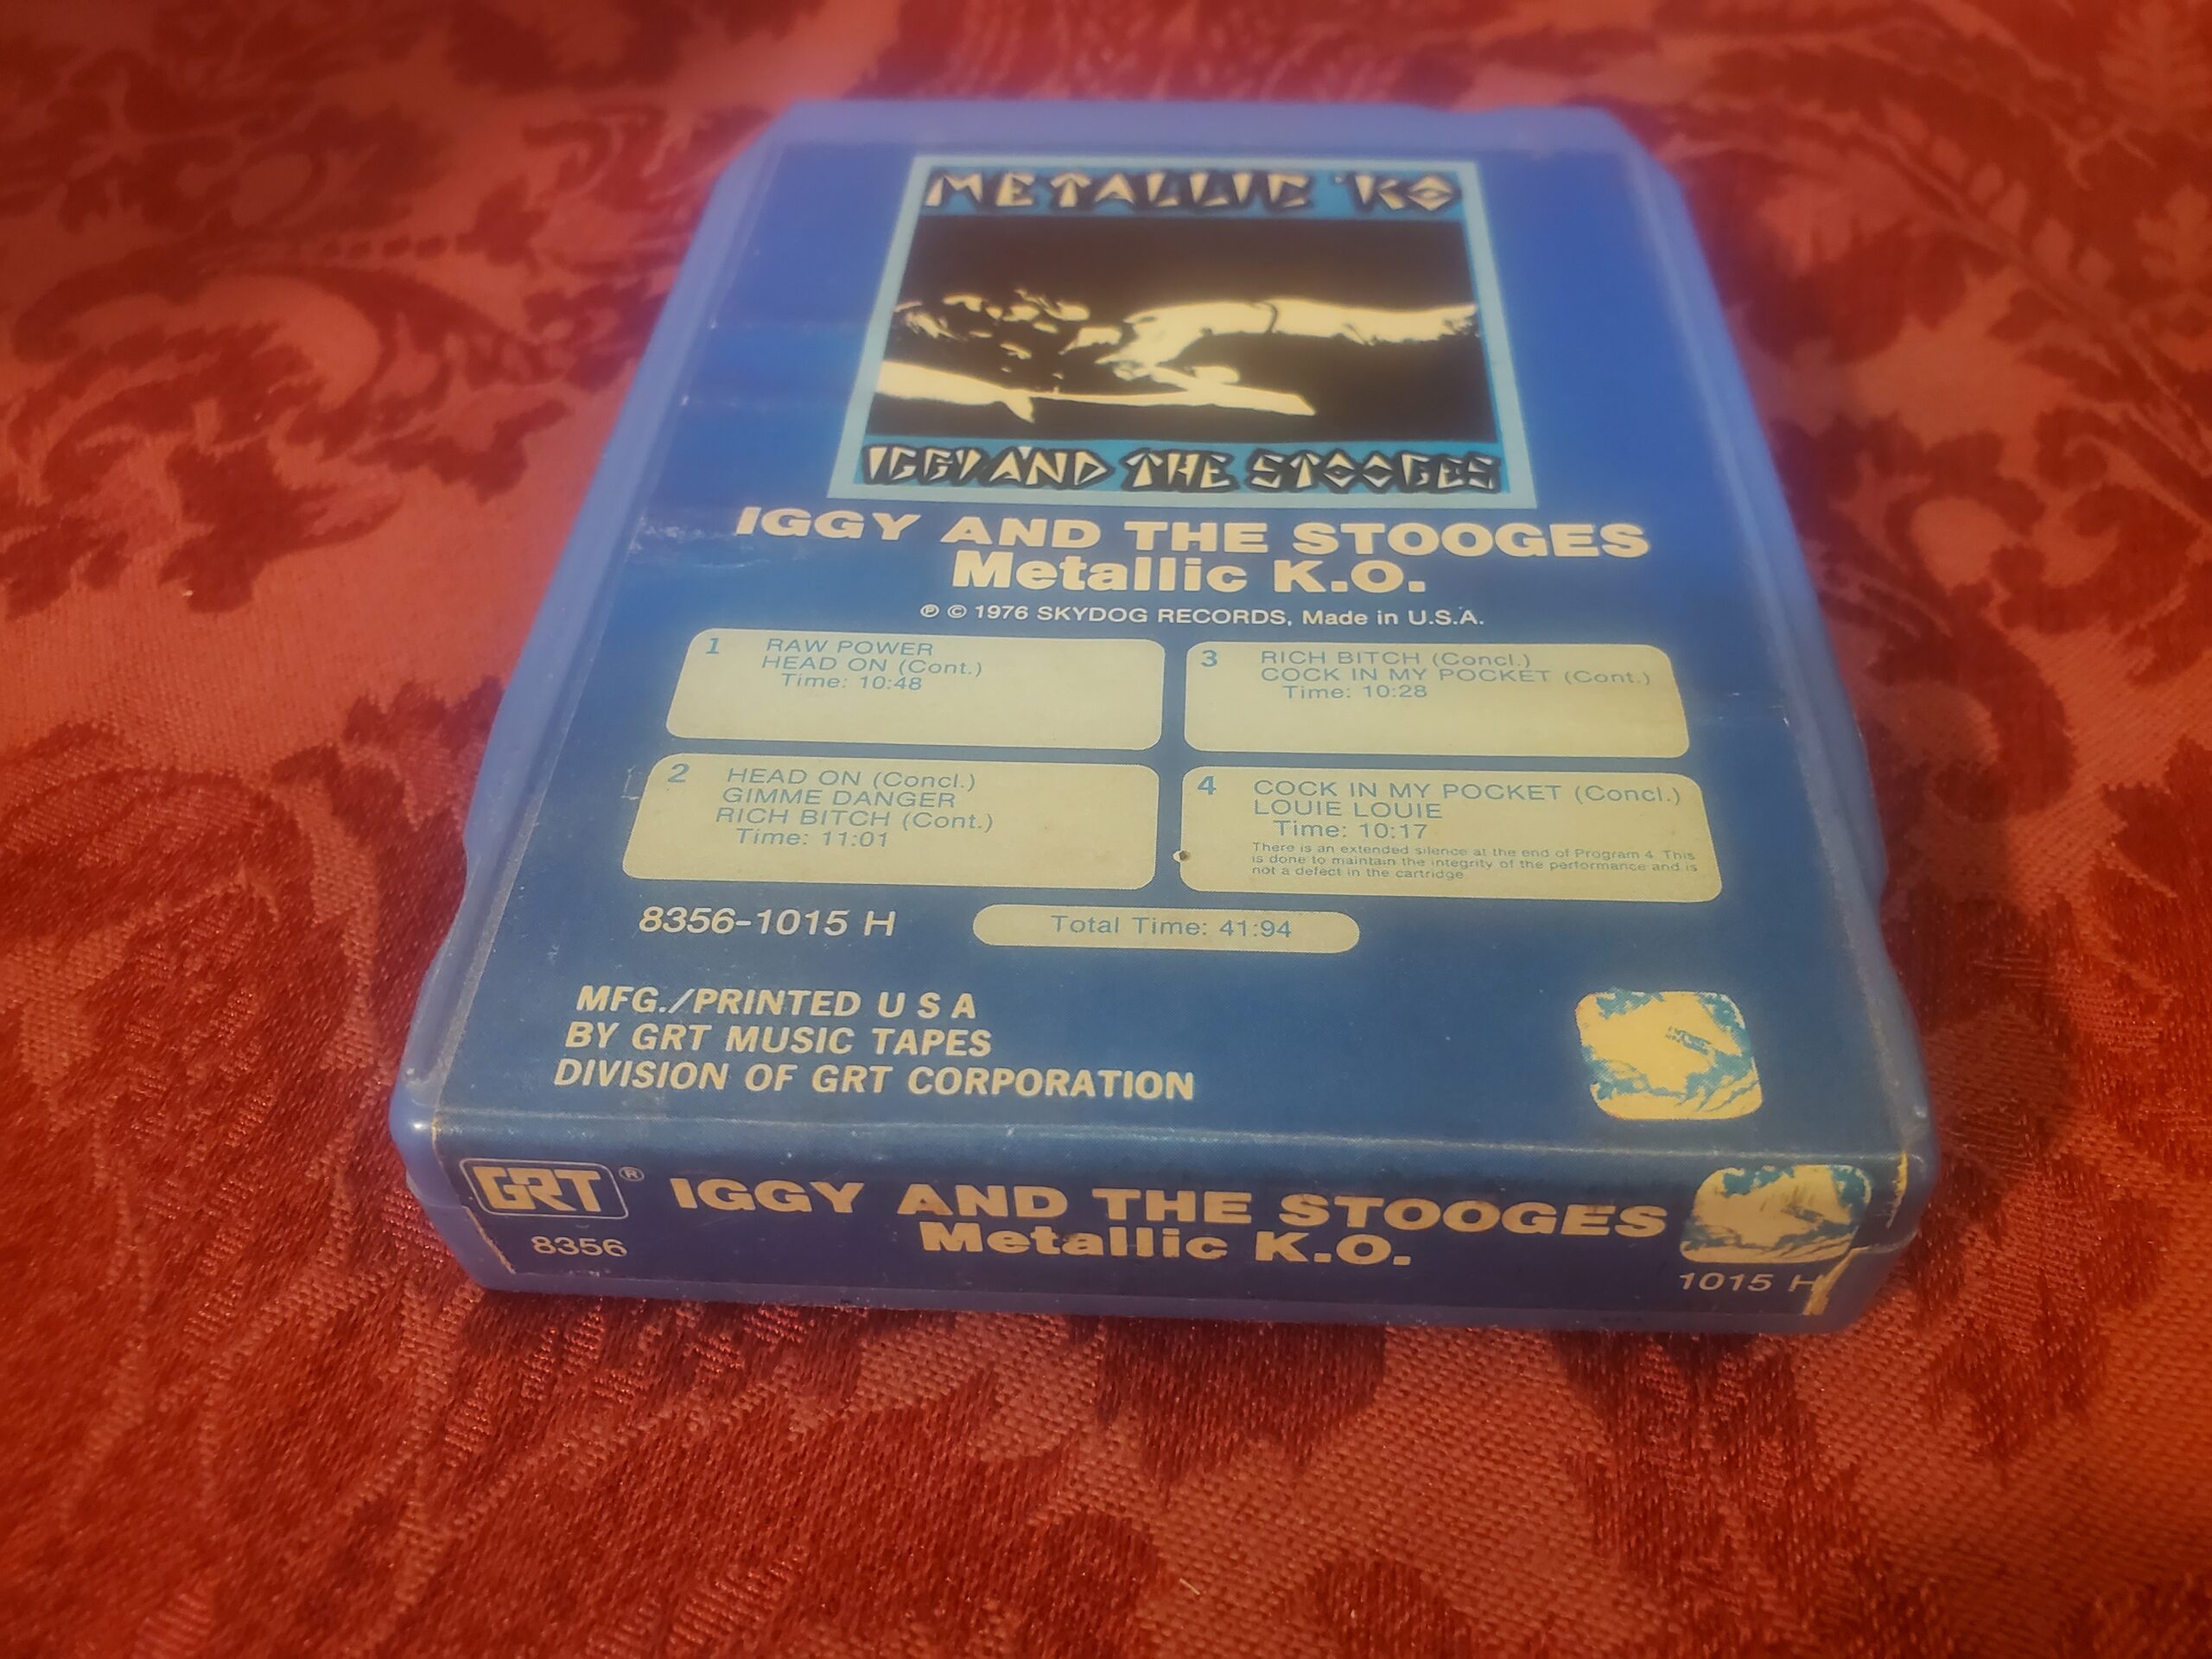 METALLIC 'KO
IGGY AND THE STOOGES
IGGY AND THE STOOGES
Metallic K.O.
℗ © 1976 SKYDOG RECORDS, Made in U.S.A.
1 RAW POWER
HEAD ON (Cont.)
Time: 10:48
2 HEAD ON (Concl.)
GIMME DANGER
RICH BITCH (Cont.)
Time: 11:01
3 RICH BITCH (Concl.)
COCK IN MY POCKET (Cont.)
Time: 10:28
4 COCK IN MY POCKET (Concl.)
LOUIE LOUIE
Time: 10:17
There is an extended silence at the end of Program 4. This
is done to maintain the integrity of the performance and is
not a defect in the cartridge.
8356-1015 H
Total Time: 41:94
MFG./PRINTED U S A
BY GRT MUSIC TAPES
DIVISION OF GRT CORPORATION
GRT ® IGGY AND THE STOOGES
Metallic K.O.
8356
1015 H